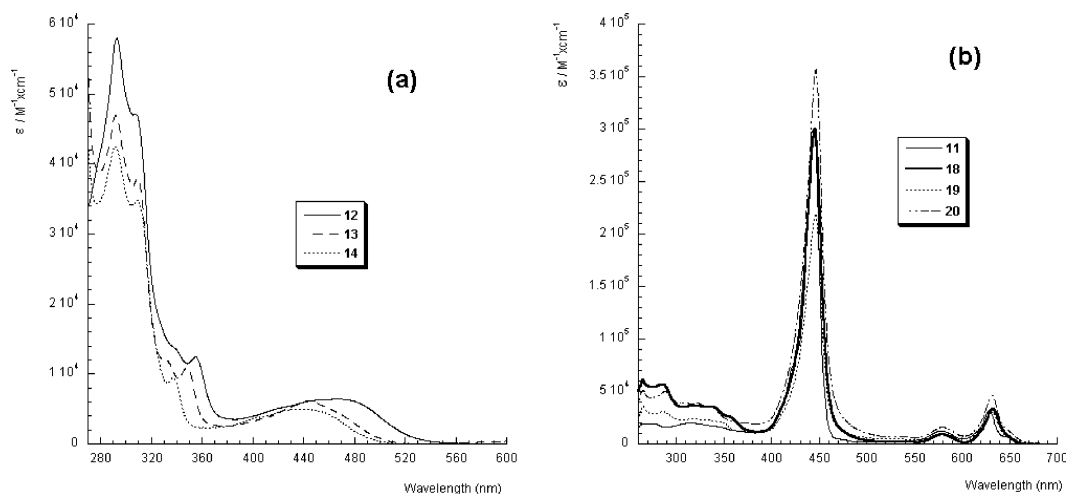 6 10⁴
5 10⁴
4 10⁴
3 10⁴
2 10⁴
1 10⁴
0
ε / M⁻¹xcm⁻¹
(a)
12
13
14
280 320 360 400 440 480 520 560 600
Wavelength (nm)
4 10⁵
3.5 10⁵
3 10⁵
2.5 10⁵
2 10⁵
1.5 10⁵
1 10⁵
5 10⁴
0
ε / M⁻¹xcm⁻¹
(b)
11
18
19
20
300 350 400 450 500 550 600 650 700
Wavelength (nm)